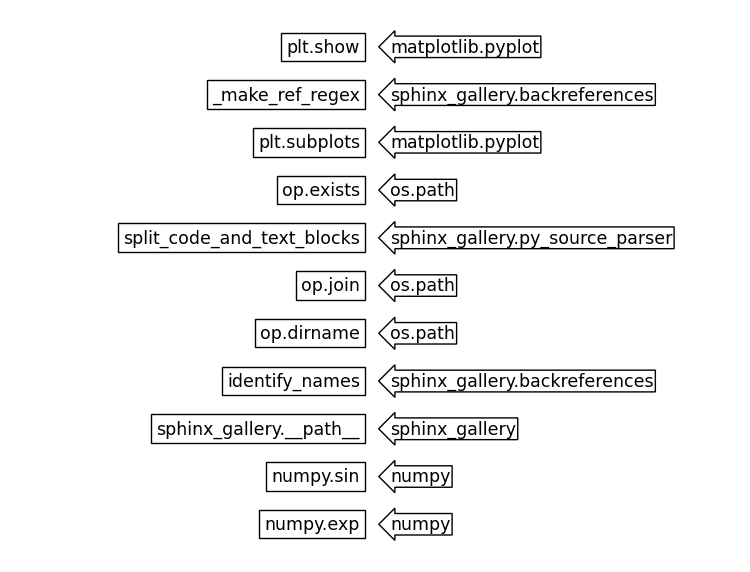 plt.show matplotlib.pyplot
_make_ref_regex sphinx_gallery.backreferences
plt.subplots matplotlib.pyplot
op.exists os.path
split_code_and_text_blocks sphinx_gallery.py_source_parser
op.join os.path
op.dirname os.path
identify_names sphinx_gallery.backreferences
sphinx_gallery.__path__ sphinx_gallery
numpy.sin numpy
numpy.exp numpy